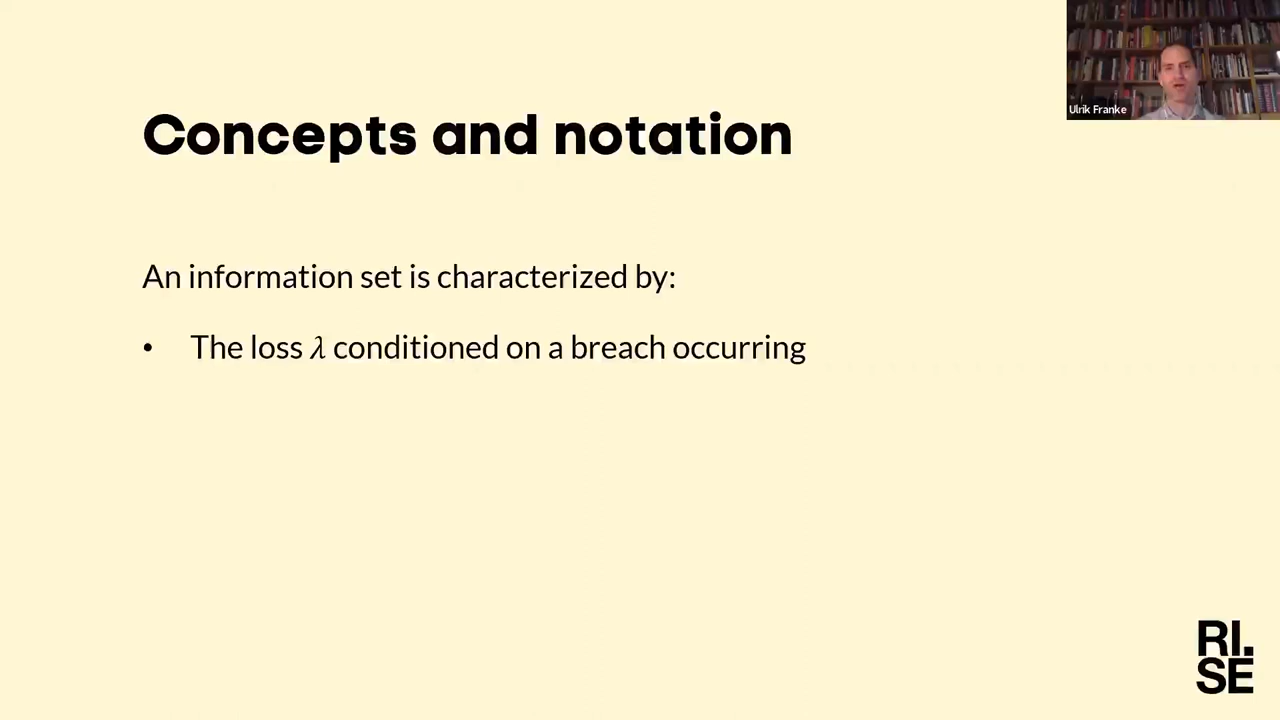 Ulrik Franke
Concepts and notation
An information set is characterized by:
• The loss λ conditioned on a breach occurring
RI.
SE